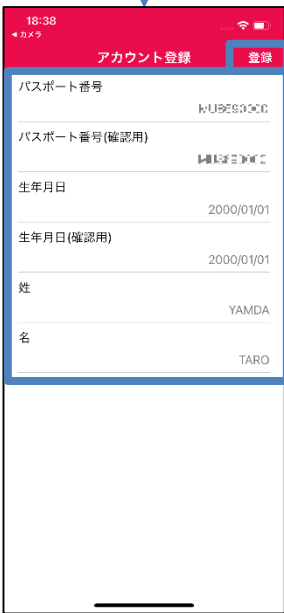 18:38
◀ カメラ
アカウント登録
登録
パスポート番号
パスポート番号(確認用)
生年月日
2000/01/01
生年月日(確認用)
2000/01/01
姓
YAMDA
名
TARO